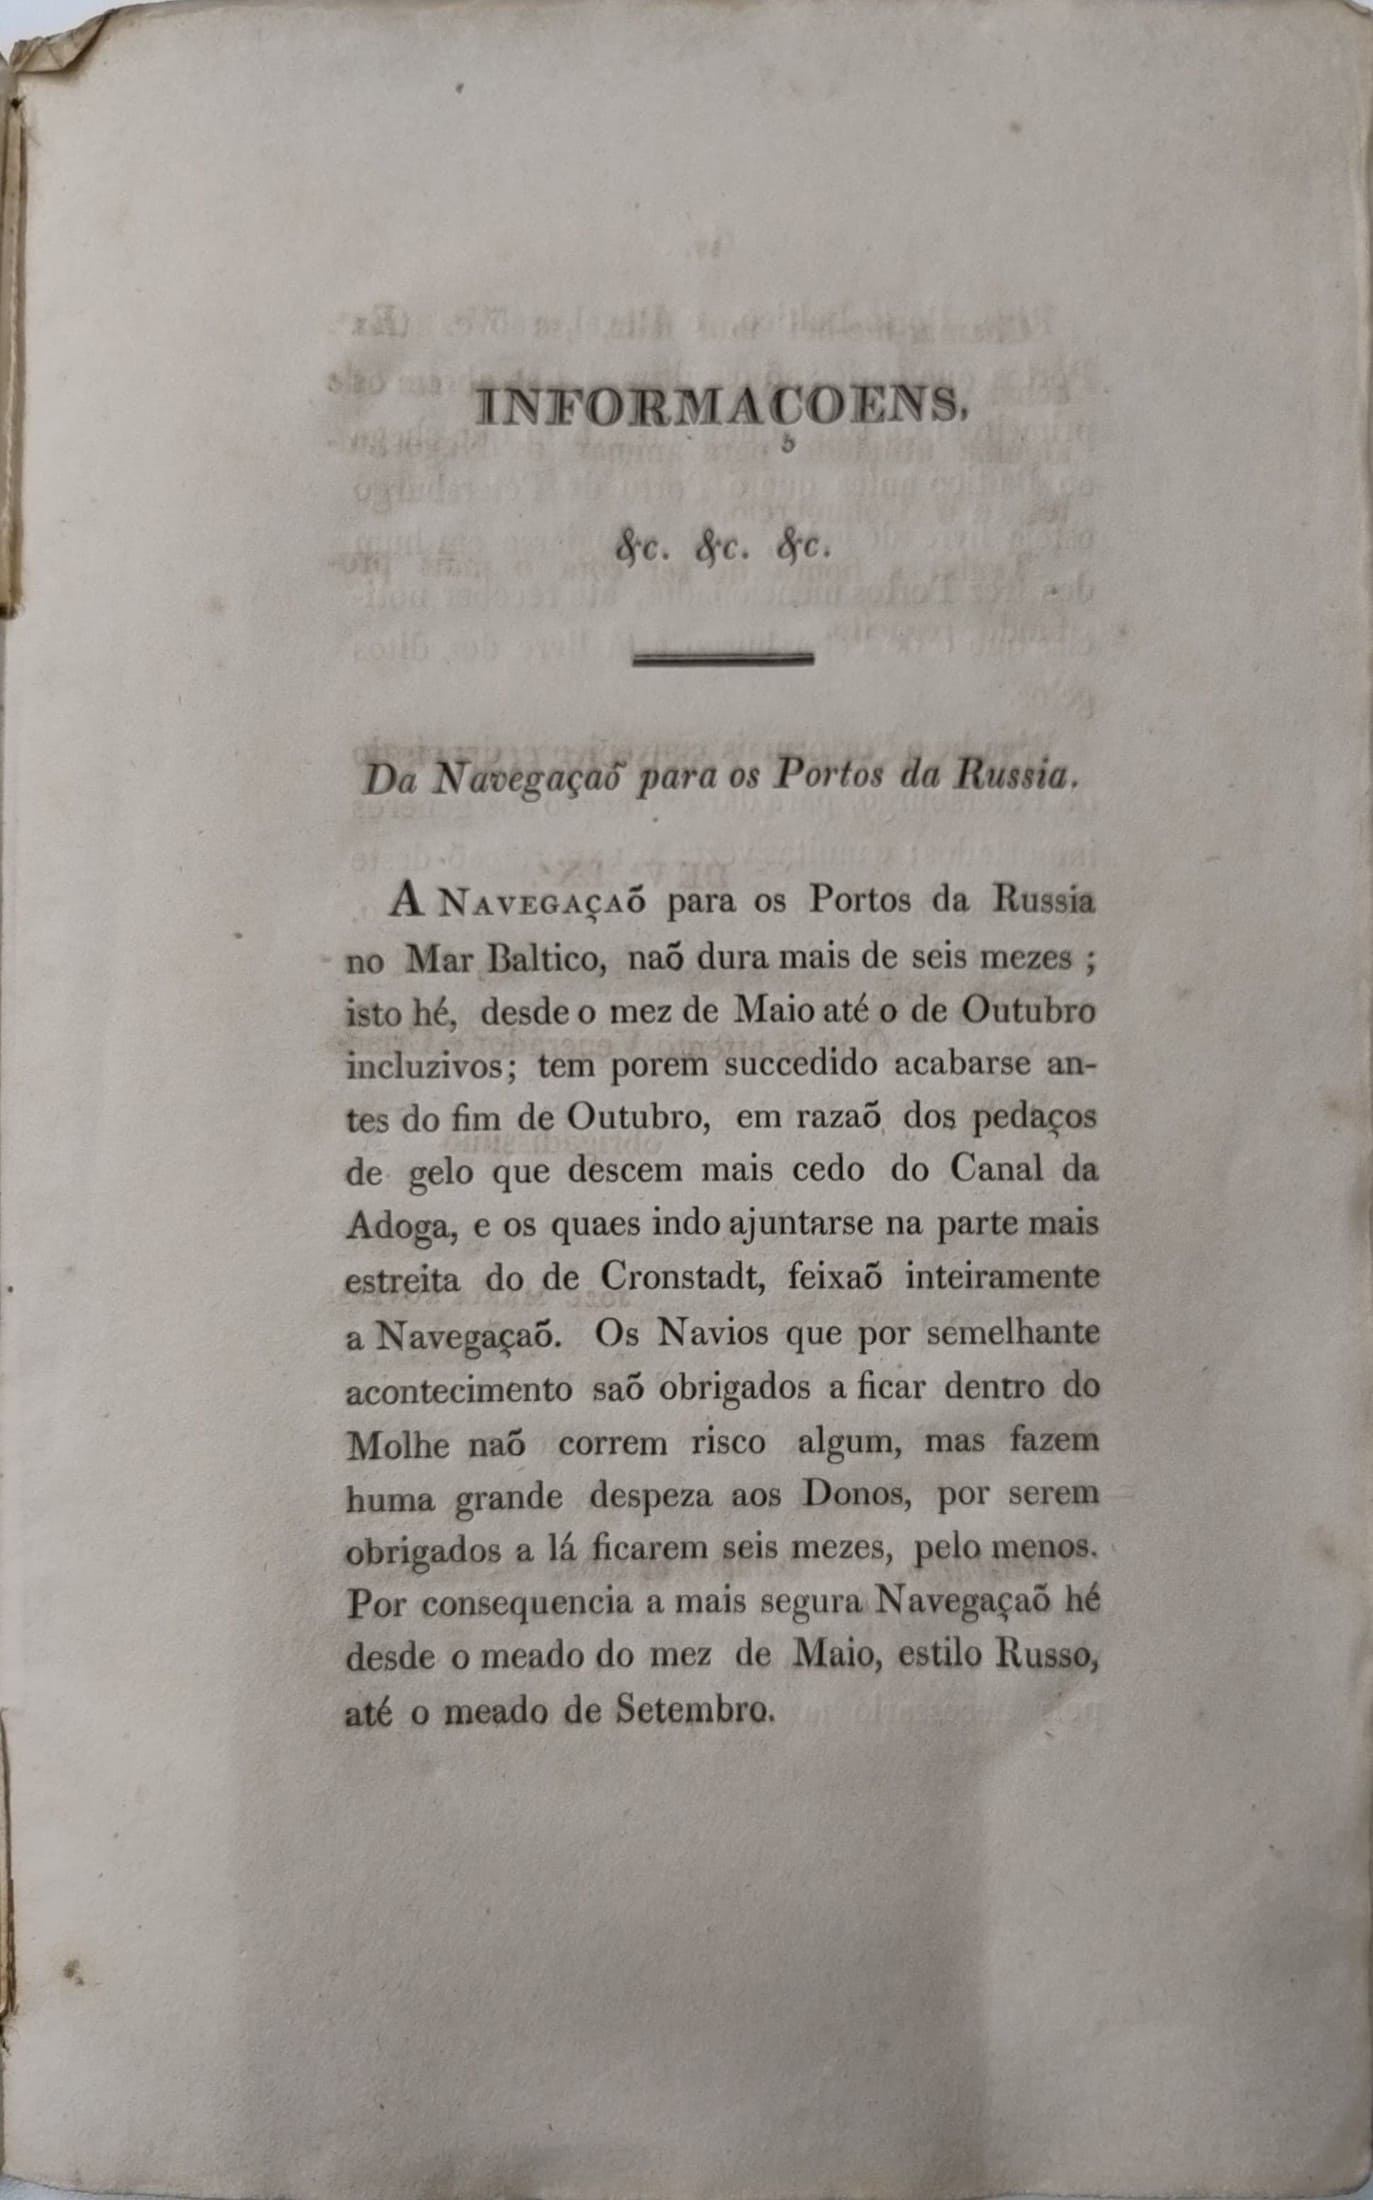 INFORMAÇOENS,
&c. &c. &c.
Da Navegaçaõ para os Portos da Russia.
A NAVEGAÇAÕ para os Portos da Russia
no Mar Baltico, naõ dura mais de seis mezes ;
isto hé, desde o mez de Maio até o de Outubro
incluzivos; tem porem succedido acabarse an-
tes do fim de Outubro, em razaõ dos pedaços
de gelo que descem mais cedo do Canal da
Adoga, e os quaes indo ajuntarse na parte mais
estreita do de Cronstadt, feixaõ inteiramente
a Navegaçaõ. Os Navios que por semelhante
acontecimento saõ obrigados a ficar dentro do
Molhe naõ correm risco algum, mas fazem
huma grande despeza aos Donos, por serem
obrigados a lá ficarem seis mezes, pelo menos.
Por consequencia a mais segura Navegaçaõ hé
desde o meado do mez de Maio, estilo Russo,
até o meado de Setembro.